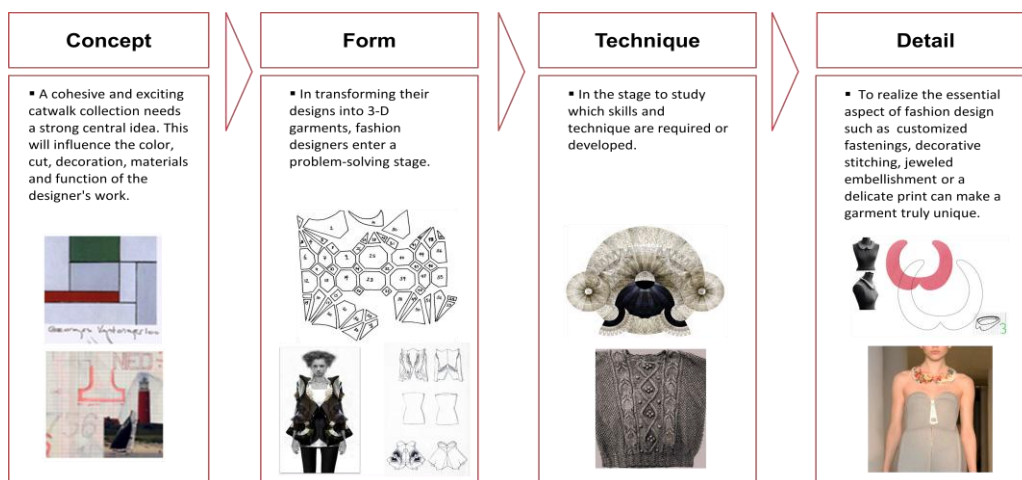 Concept
Form
Technique
Detail
▪ A cohesive and exciting
catwalk collection needs
a strong central idea. This
will influence the color,
cut, decoration, materials
and function of the
designer's work.
▪ In transforming their
designs into 3-D
garments, fashion
designers enter a
problem-solving stage.
▪ In the stage to study
which skills and
technique are required or
developed.
▪ To realize the essential
aspect of fashion design
such as customized
fastenings, decorative
stitching, jeweled
embellishment or a
delicate print can make a
garment truly unique.
3